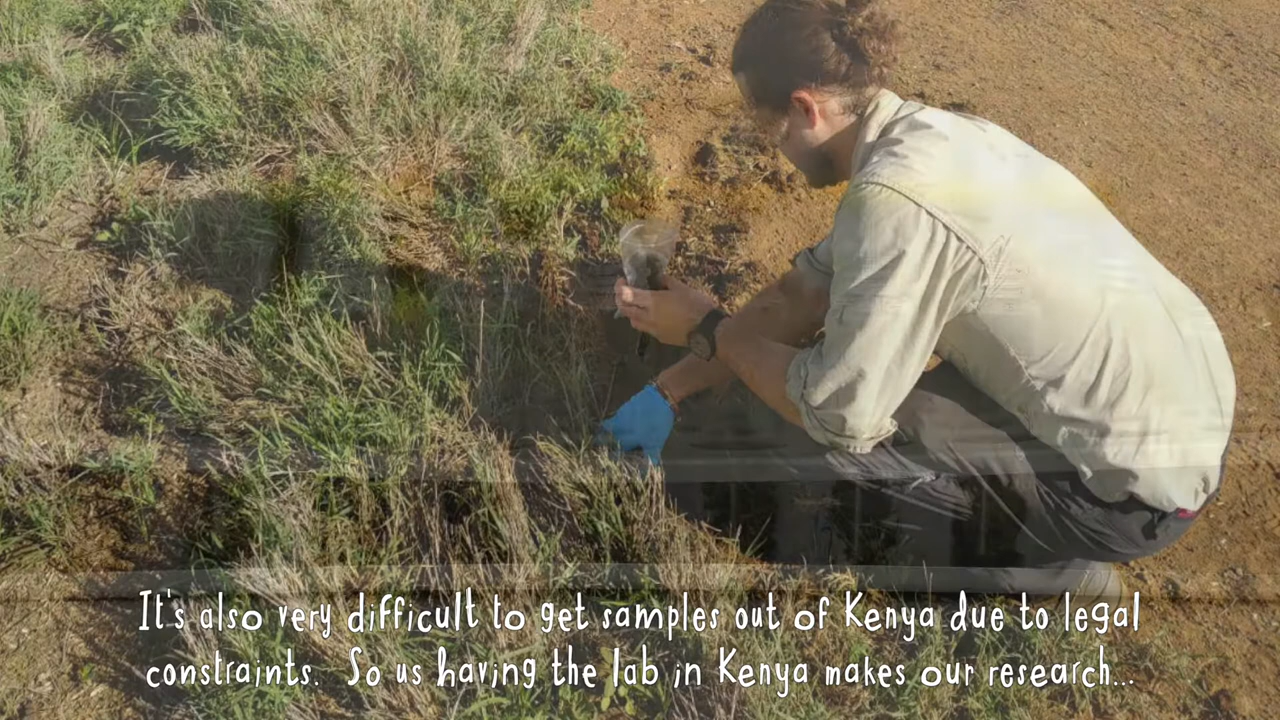 It's also very difficult to get samples out of Kenya due to legal
constraints.  So us having the lab in Kenya makes our research...